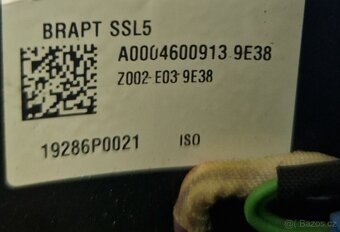 BRAPT SSL5
A0004600913 9E38
Z002-E03 9E38
19286P0021 ISO
©Bazos.cz